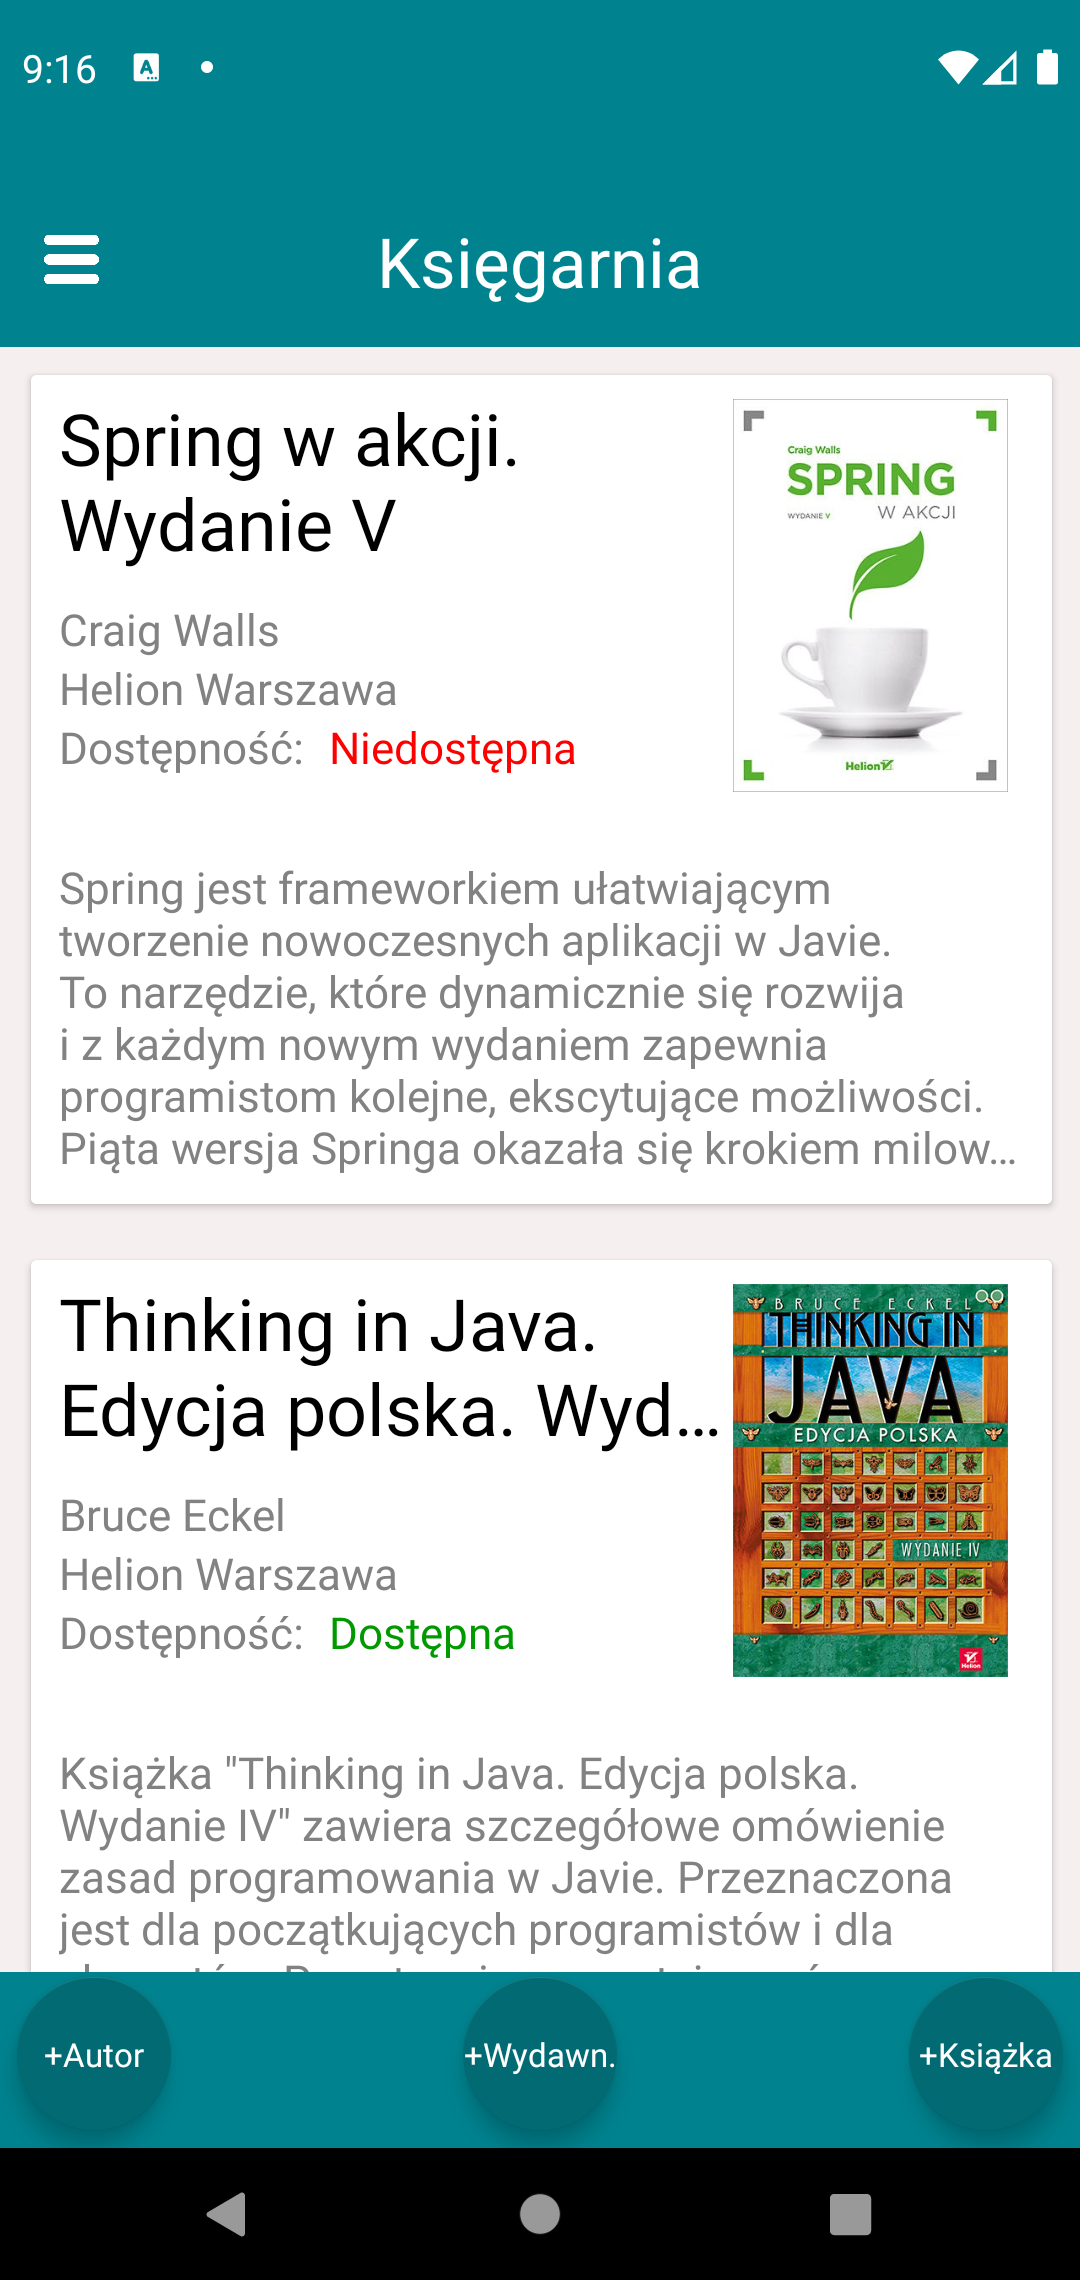 9:16
Księgarnia
Spring w akcji.
Wydanie V
Craig Walls
Helion Warszawa
Dostępność: Niedostępna
Craig Walls
SPRING
WYDANIE V W AKCJI
Helion
Spring jest frameworkiem ułatwiającym
tworzenie nowoczesnych aplikacji w Javie.
To narzędzie, które dynamicznie się rozwija
i z każdym nowym wydaniem zapewnia
programistom kolejne, ekscytujące możliwości.
Piąta wersja Springa okazała się krokiem milow...
Thinking in Java.
Edycja polska. Wyd...
Bruce Eckel
Helion Warszawa
Dostępność: Dostępna
BRUCE ECKEL
THINKING IN
JAVA
EDYCJA POLSKA
WYDANIE IV
Helion
Książka "Thinking in Java. Edycja polska.
Wydanie IV" zawiera szczegółowe omówienie
zasad programowania w Javie. Przeznaczona
jest dla początkujących programistów i dla
+Autor
+Wydawn.
+Książka